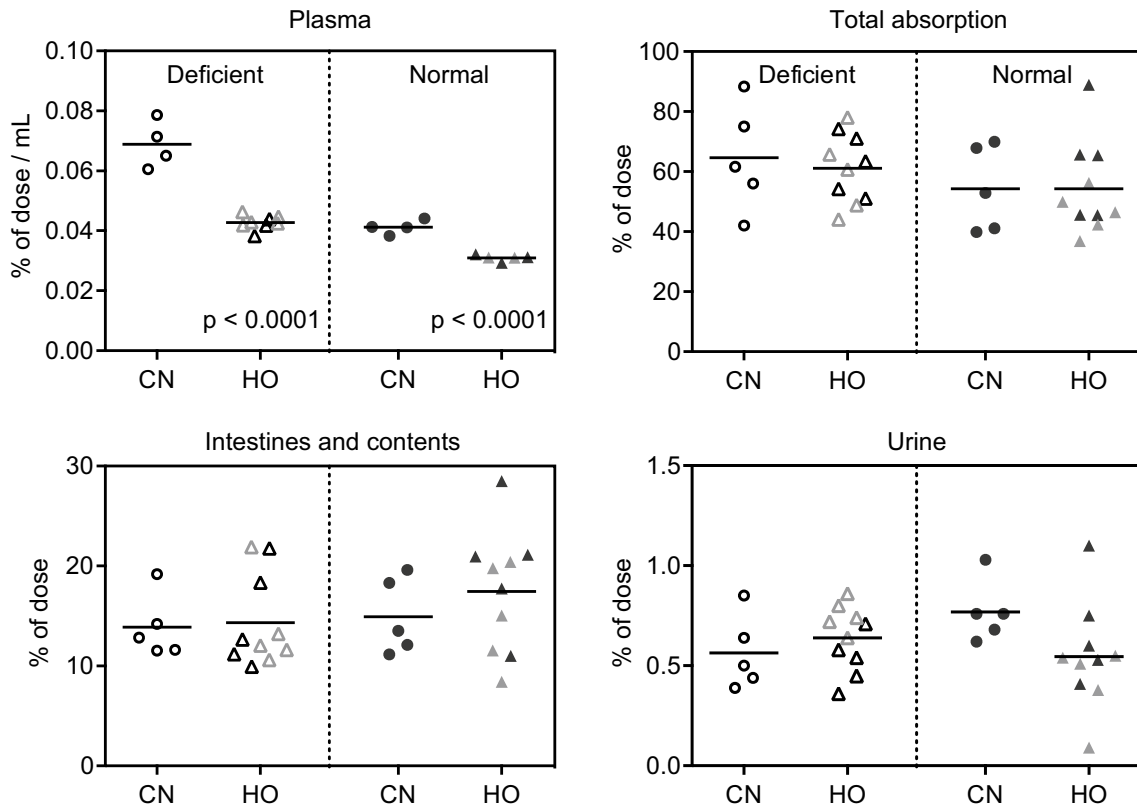 Plasma
% of dose / mL
0.10
0.08
0.06
0.04
0.02
0.00
Deficient
Normal
p < 0.0001
p < 0.0001
CN
HO
CN
HO
Total absorption
% of dose
100
80
60
40
20
0
Deficient
Normal
CN
HO
CN
HO
Intestines and contents
% of dose
30
20
10
0
CN
HO
CN
HO
Urine
% of dose
1.5
1.0
0.5
0.0
CN
HO
CN
HO